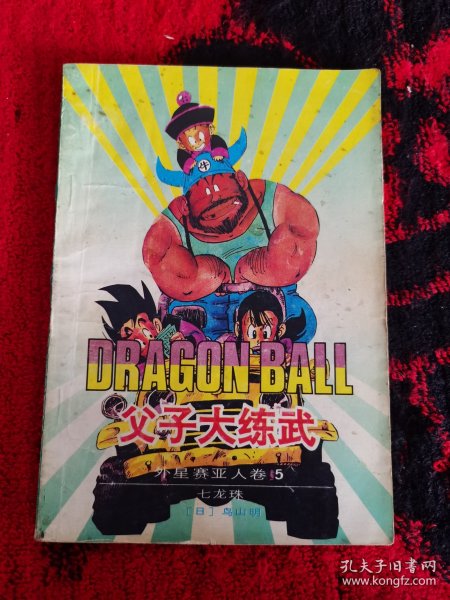 牛
DRAGON BALL
父子大练武
外星赛亚人卷5
七龙珠
[日] 鸟山明
孔夫子旧书网
www.kongfz.com